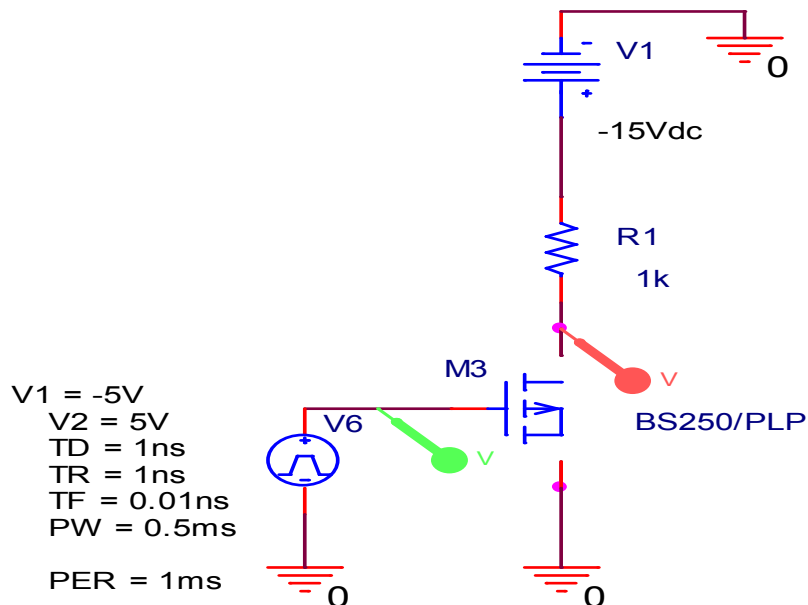 V1
0
-15Vdc
R1
1k
M3
V
BS250/PLP
V6
V
V1 = -5V
V2 = 5V
TD = 1ns
TR = 1ns
TF = 0.01ns
PW = 0.5ms
PER = 1ms
0
0